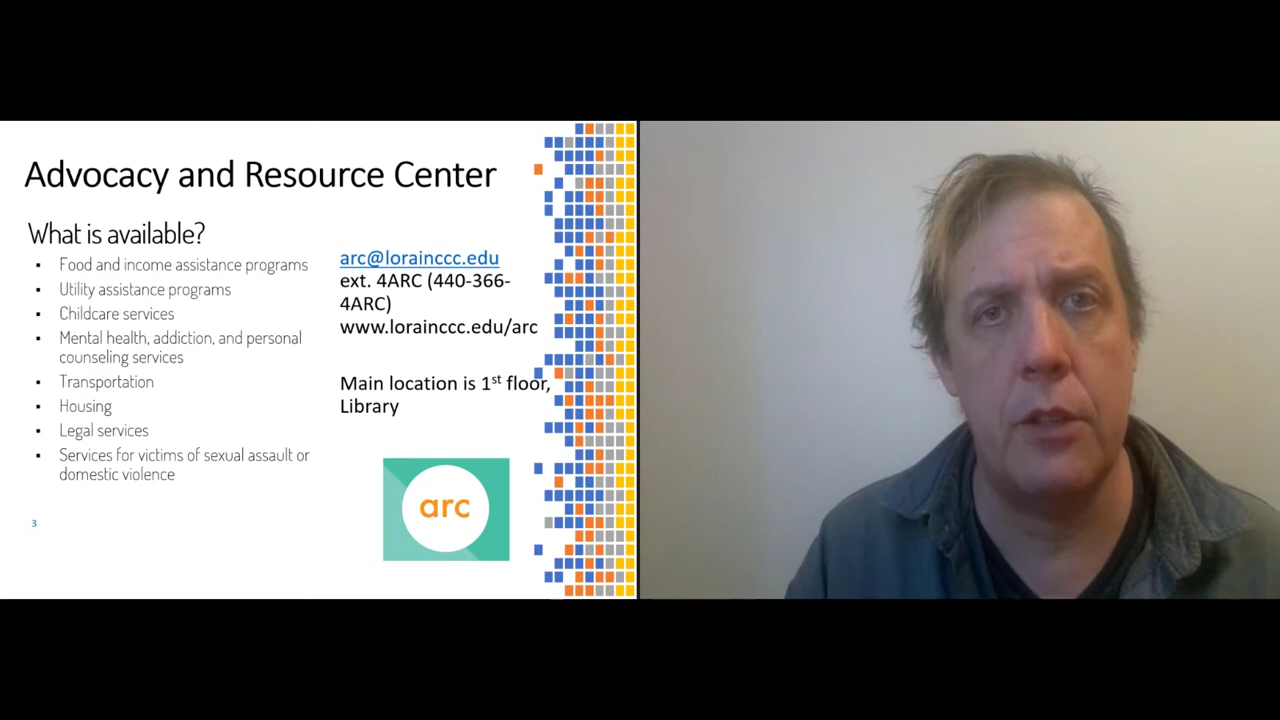 Advocacy and Resource Center
What is available?
▪ Food and income assistance programs
▪ Utility assistance programs
▪ Childcare services
▪ Mental health, addiction, and personal
counseling services
▪ Transportation
▪ Housing
▪ Legal services
▪ Services for victims of sexual assault or
domestic violence
3
arc@lorainccc.edu
ext. 4ARC (440-366-
4ARC)
www.lorainccc.edu/arc
Main location is 1st floor,
Library
arc